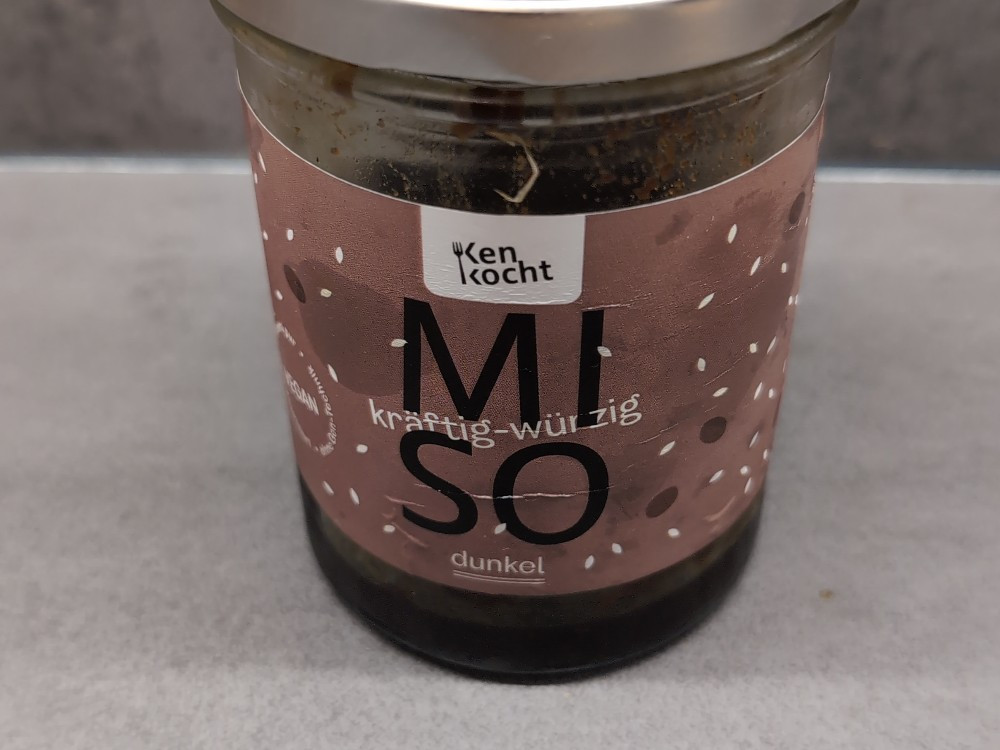 Ken
kocht
MI
kräftig-würzig
SO
dunkel
VEGAN